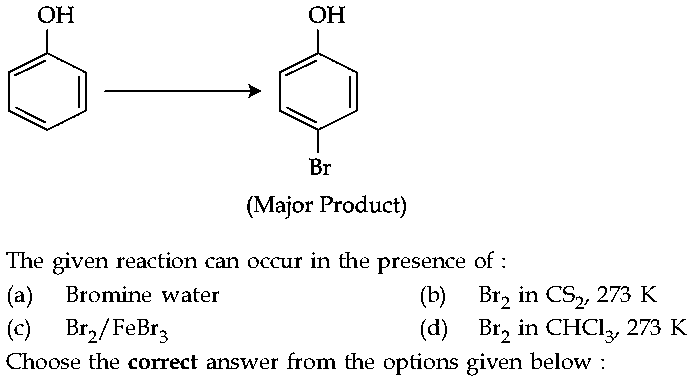 OH OH
Br
(Major Product)
The given reaction can occur in the presence of :
(a) Bromine water (b) Br₂ in CS₂, 273 K
(c) Br₂/FeBr₃ (d) Br₂ in CHCl₃, 273 K
Choose the correct answer from the options given below :